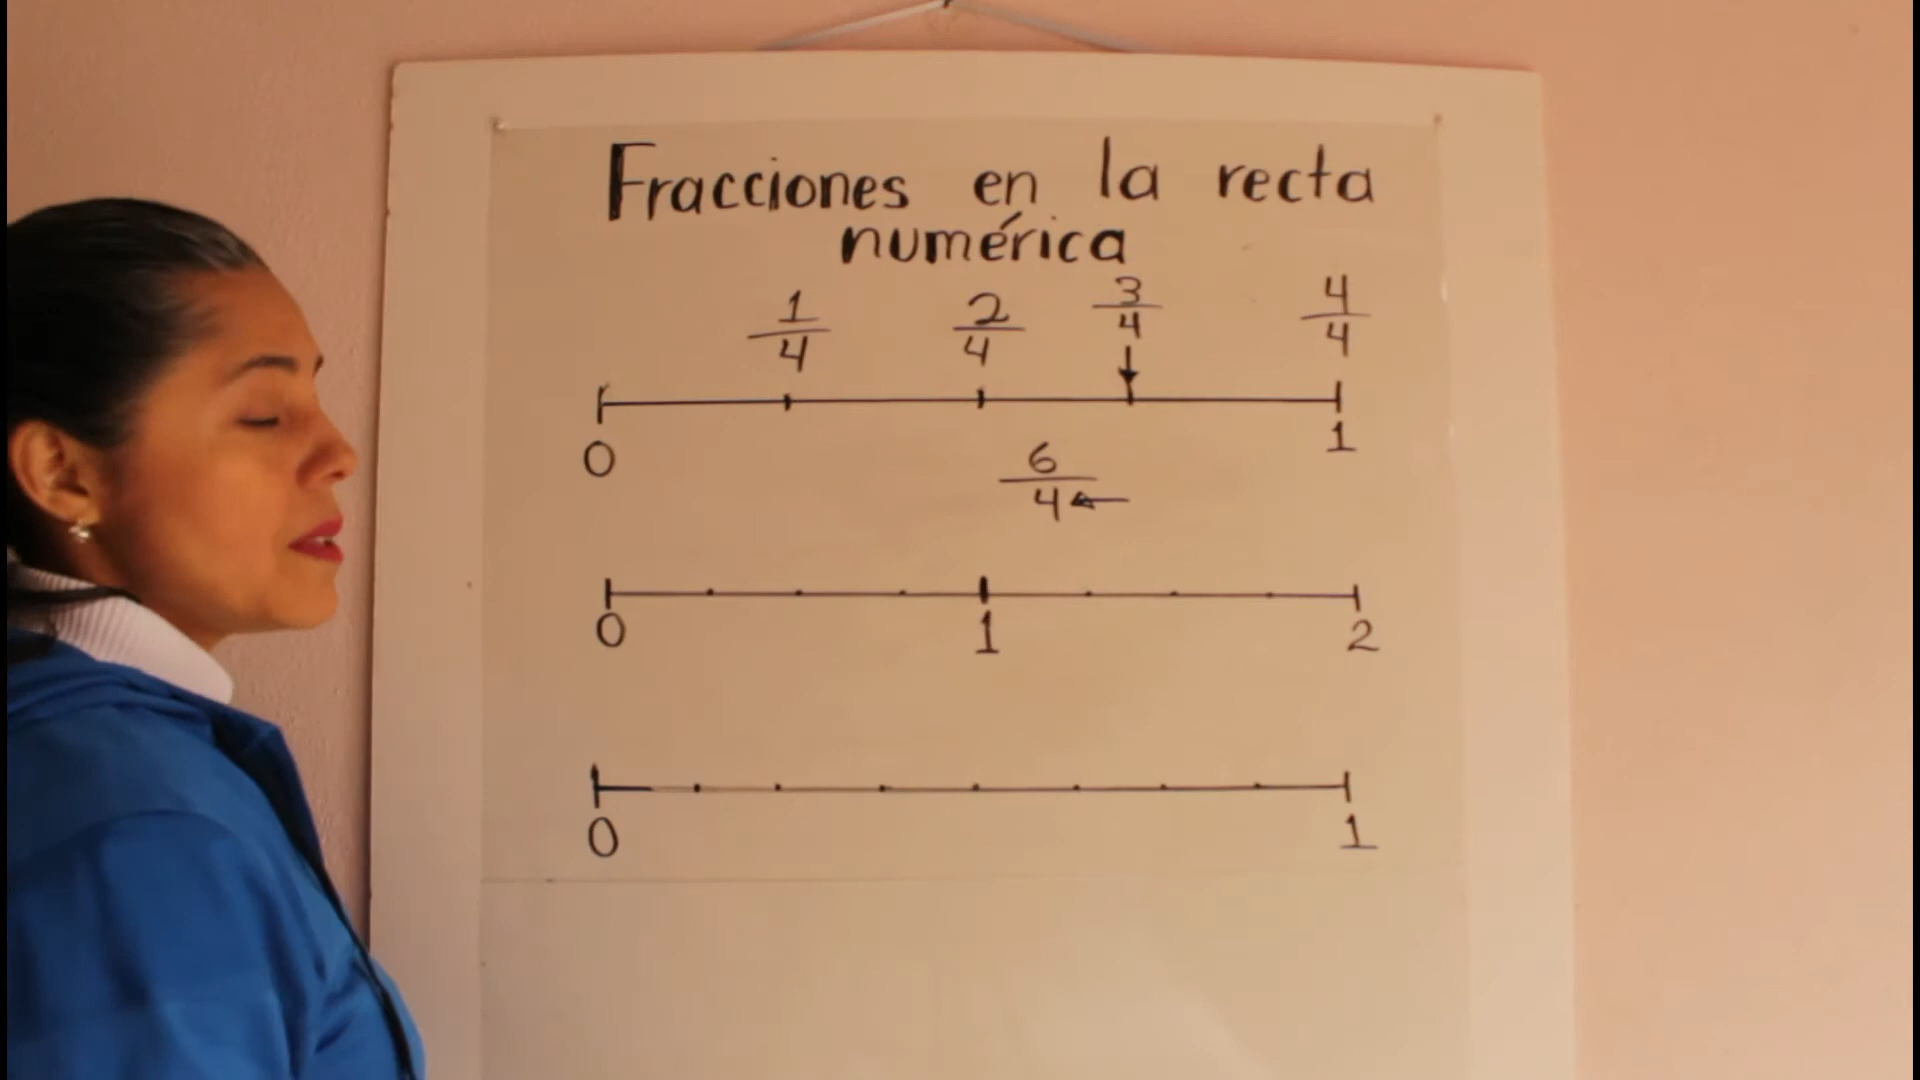 Fracciones en la recta
numérica
1/4 2/4 3/4 4/4
0 1
6/4
0 1 2
0 1